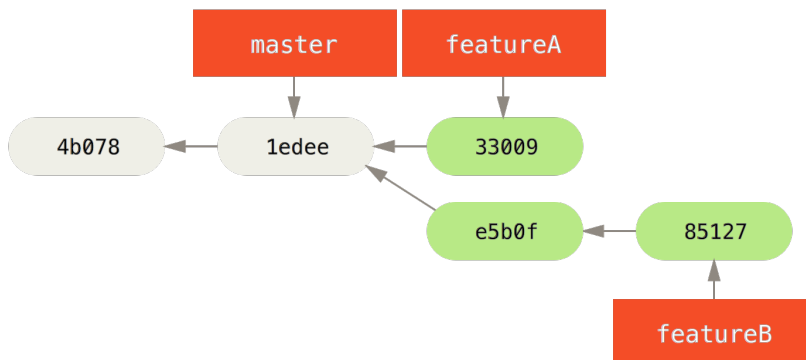 master
featureA
4b078
1edee
33009
e5b0f
85127
featureB